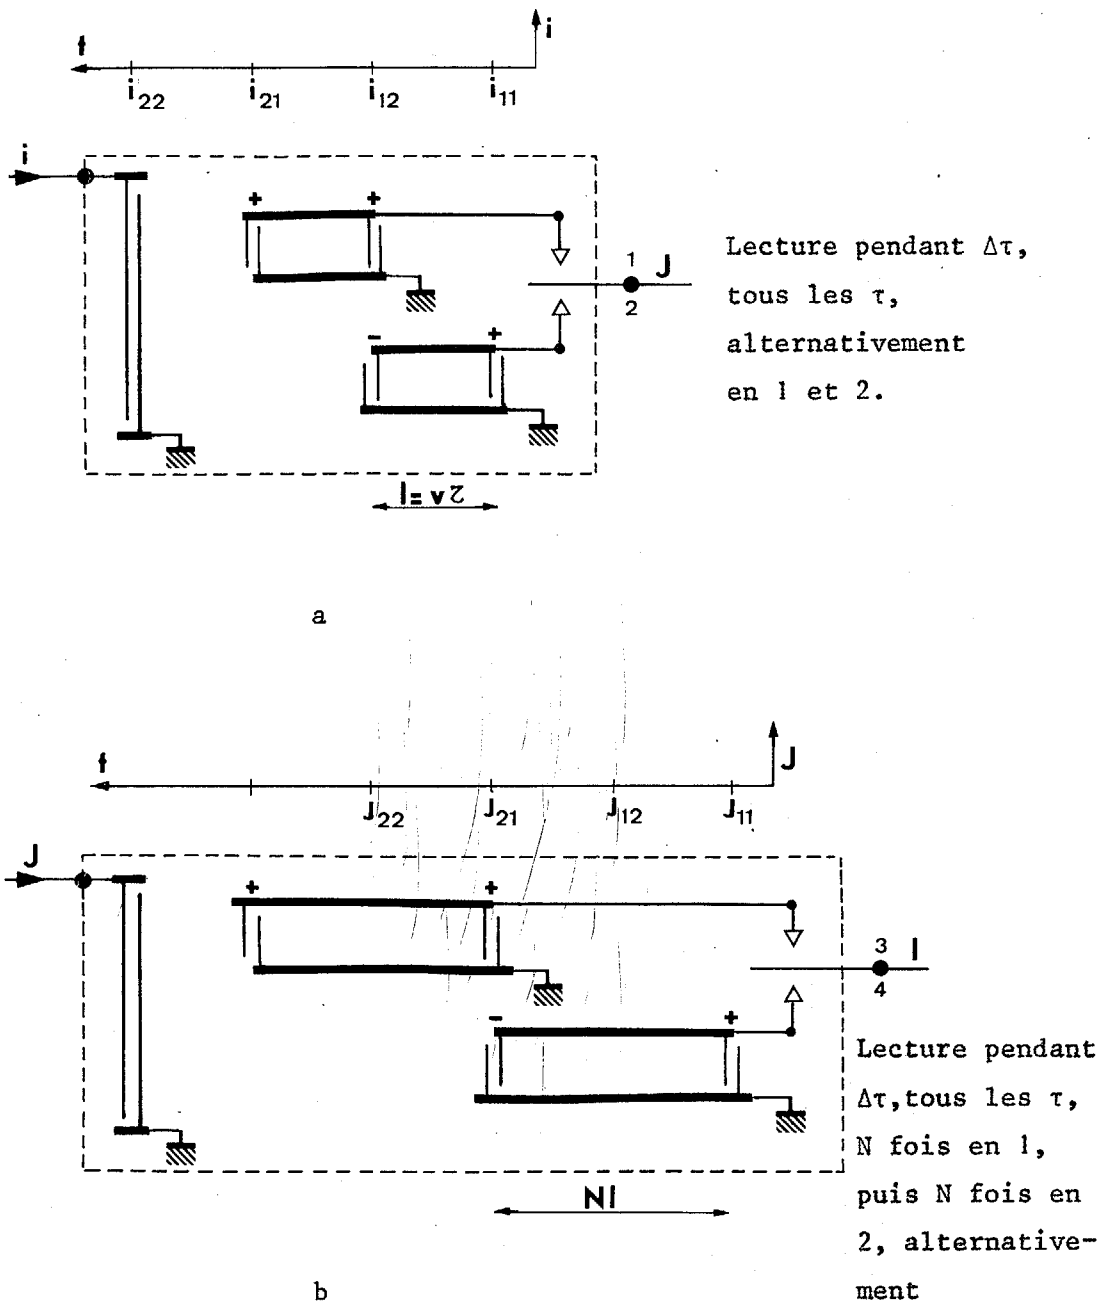 i
t
i22 i21 i12 i11
i
+ +
1
J
2
- +
l = vτ
Lecture pendant Δτ,
tous les τ,
alternativement
en 1 et 2.
a
t
J
J22 J21 J12 J11
J
+ +
3
I
4
- +
Nl
Lecture pendant
Δτ,tous les τ,
N fois en 1,
puis N fois en
2, alternative-
ment
b